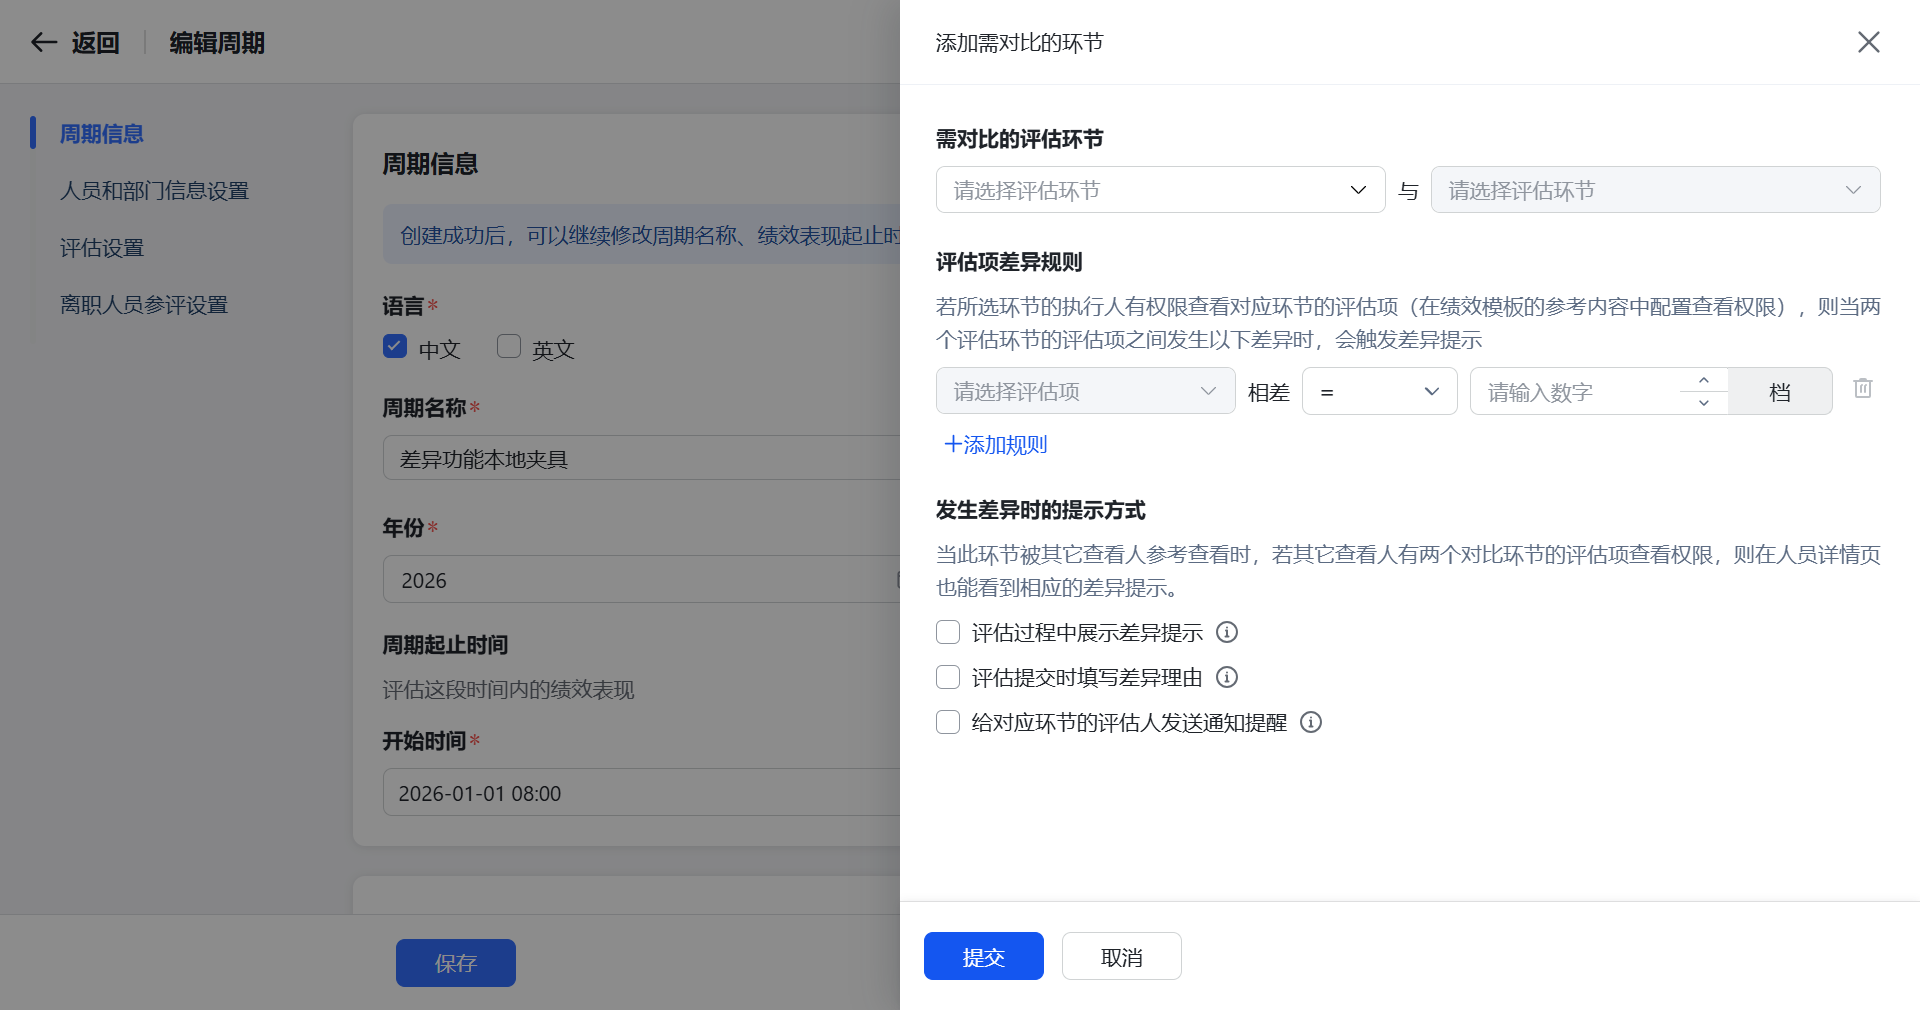 返回
编辑周期
周期信息
人员和部门信息设置
评估设置
离职人员参评设置
周期信息
创建成功后，可以继续修改周期名称、绩效表现起止时
语言*
中文
英文
周期名称*
差异功能本地夹具
年份*
2026
周期起止时间
评估这段时间内的绩效表现
开始时间*
2026-01-01 08:00
保存
添加需对比的环节
需对比的评估环节
请选择评估环节 与 请选择评估环节
评估项差异规则
若所选环节的执行人有权限查看对应环节的评估项（在绩效模板的参考内容中配置查看权限），则当两
个评估环节的评估项之间发生以下差异时，会触发差异提示
请选择评估项 相差 = 请输入数字 档
添加规则
发生差异时的提示方式
当此环节被其它查看人参考查看时，若其它查看人有两个对比环节的评估项查看权限，则在人员详情页
也能看到相应的差异提示。
评估过程中展示差异提示
评估提交时填写差异理由
给对应环节的评估人发送通知提醒
提交
取消